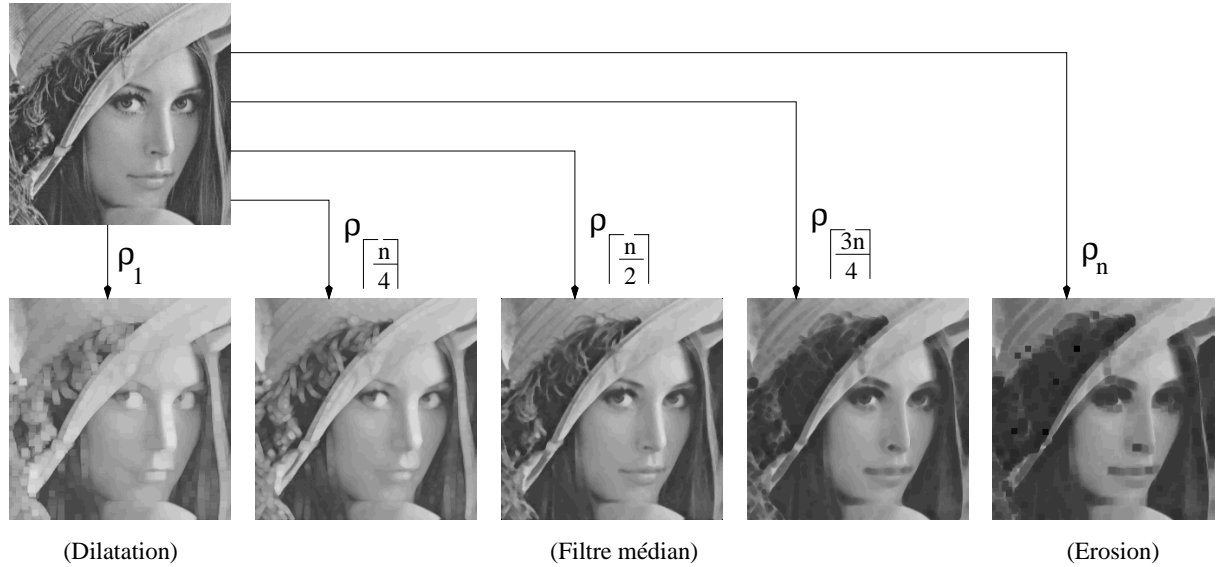 ρ1
ρ⌈n/4⌉
ρ⌈n/2⌉
ρ⌈3n/4⌉
ρn
(Dilatation)
(Filtre médian)
(Erosion)